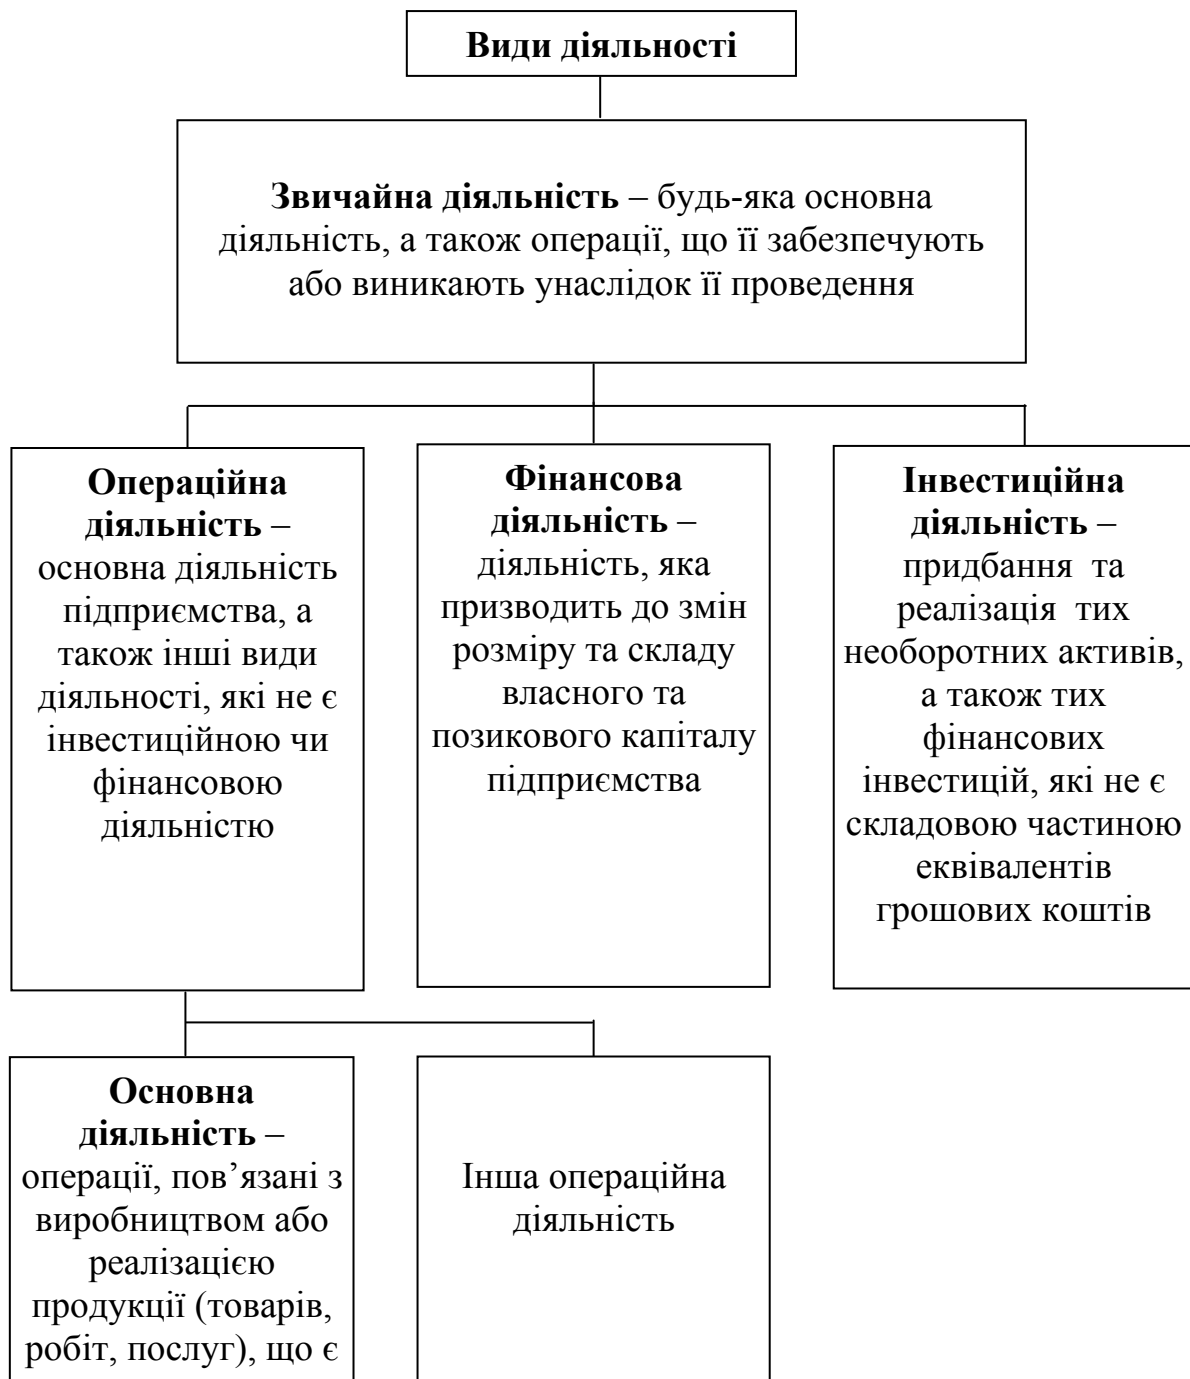 Види діяльності
Звичайна діяльність – будь-яка основна
діяльність, а також операції, що її забезпечують
або виникають унаслідок її проведення
Операційна
діяльність –
основна діяльність
підприємства, а
також інші види
діяльності, які не є
інвестиційною чи
фінансовою
діяльністю
Фінансова
діяльність –
діяльність, яка
призводить до змін
розміру та складу
власного та
позикового капіталу
підприємства
Інвестиційна
діяльність –
придбання та
реалізація тих
необоротних активів,
а також тих
фінансових
інвестицій, які не є
складовою частиною
еквівалентів
грошових коштів
Основна
діяльність –
операції, пов’язані з
виробництвом або
реалізацією
продукції (товарів,
робіт, послуг), що є
Інша операційна
діяльність